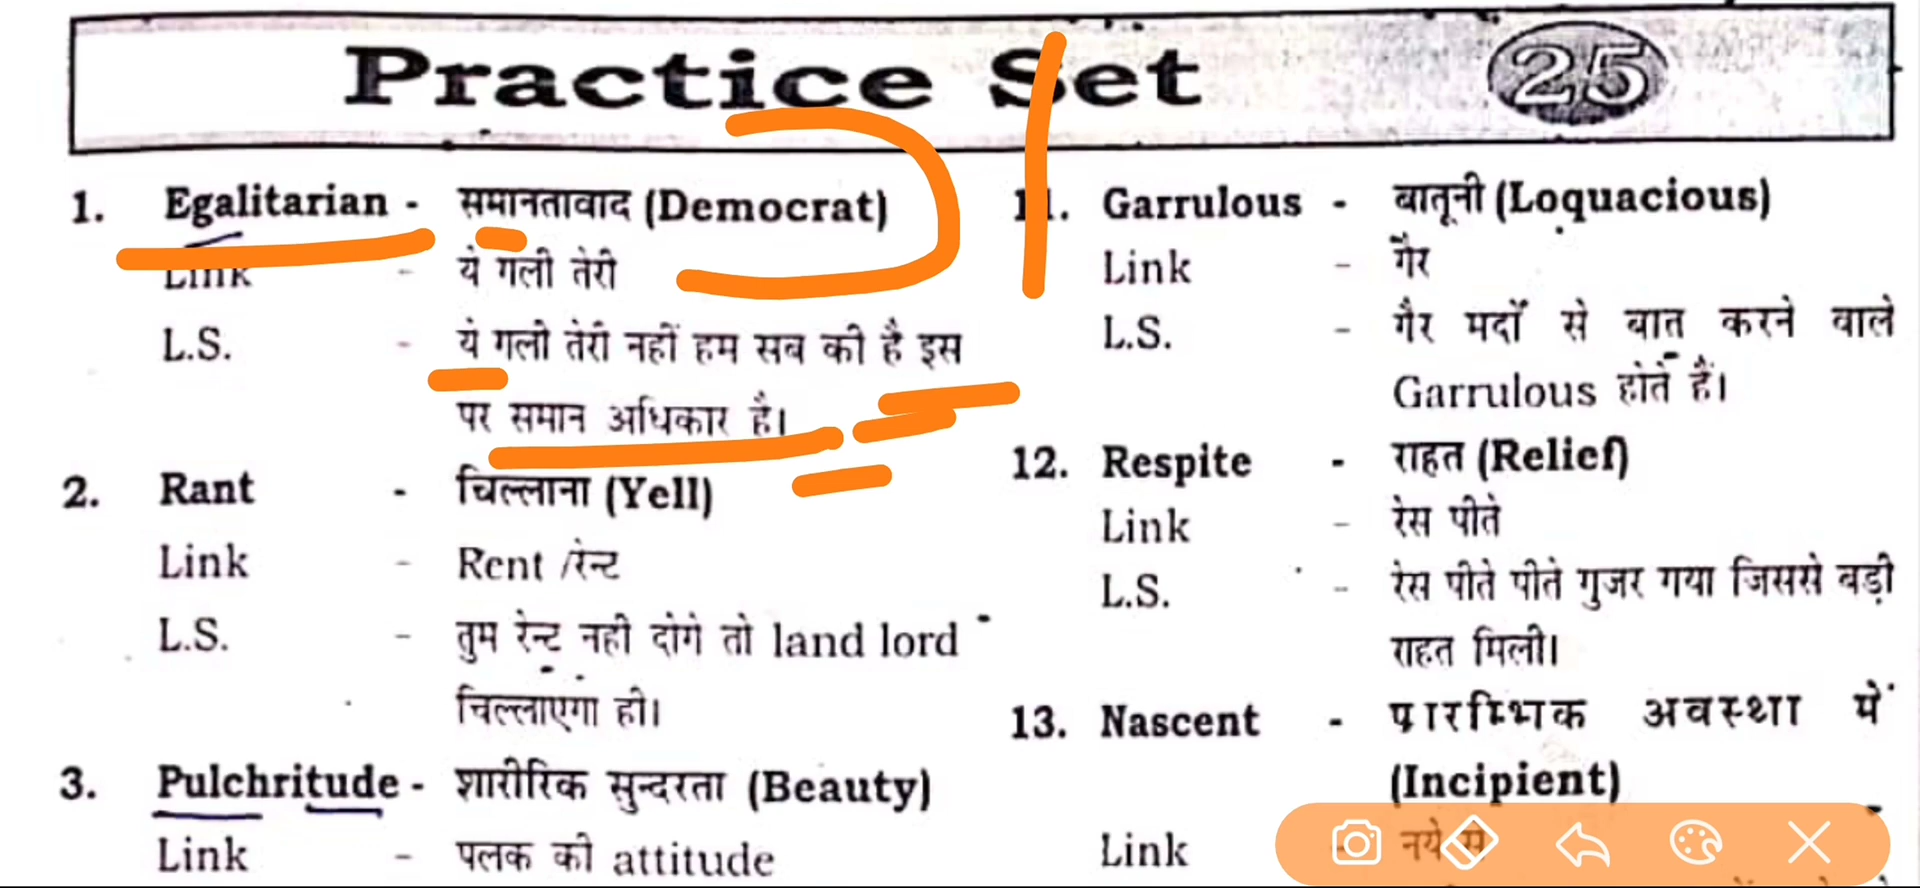 Practice Set 25
1. Egalitarian - समानतावाद (Democrat)
Link - ये गली तेरी
L.S. - ये गली तेरी नहीं हम सब की है इस
पर समान अधिकार है।
2. Rant - चिल्लाना (Yell)
Link - Rent /रेन्ट
L.S. - तुम रेन्ट नही दोगे तो land lord
चिल्लाएगा ही।
3. Pulchritude - शारीरिक सुन्दरता (Beauty)
Link - पलक की attitude
11. Garrulous - बातूनी (Loquacious)
Link - गैर
L.S. - गैर मर्दों से बात करने वाले
Garrulous होते हैं।
12. Respite - राहत (Relief)
Link - रेस पीते
L.S. - रेस पीते पीते गुजर गया जिससे बड़ी
राहत मिली।
13. Nascent - प्रारम्भिक अवस्था में
(Incipient)
Link - नये